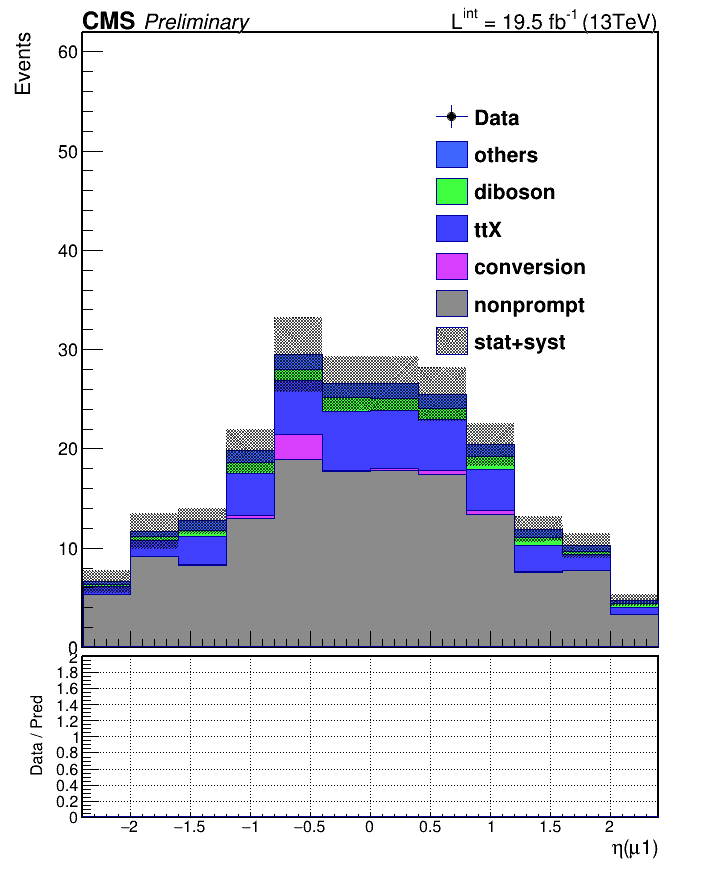 CMS Preliminary L^int = 19.5 fb^-1 (13TeV)
Events
60
50
40
30
20
10
0
Data
others
diboson
ttX
conversion
nonprompt
stat+syst
Data / Pred
2
1.8
1.6
1.4
1.2
1
0.8
0.6
0.4
0.2
0
−2 −1.5 −1 −0.5 0 0.5 1 1.5 2
η(μ1)